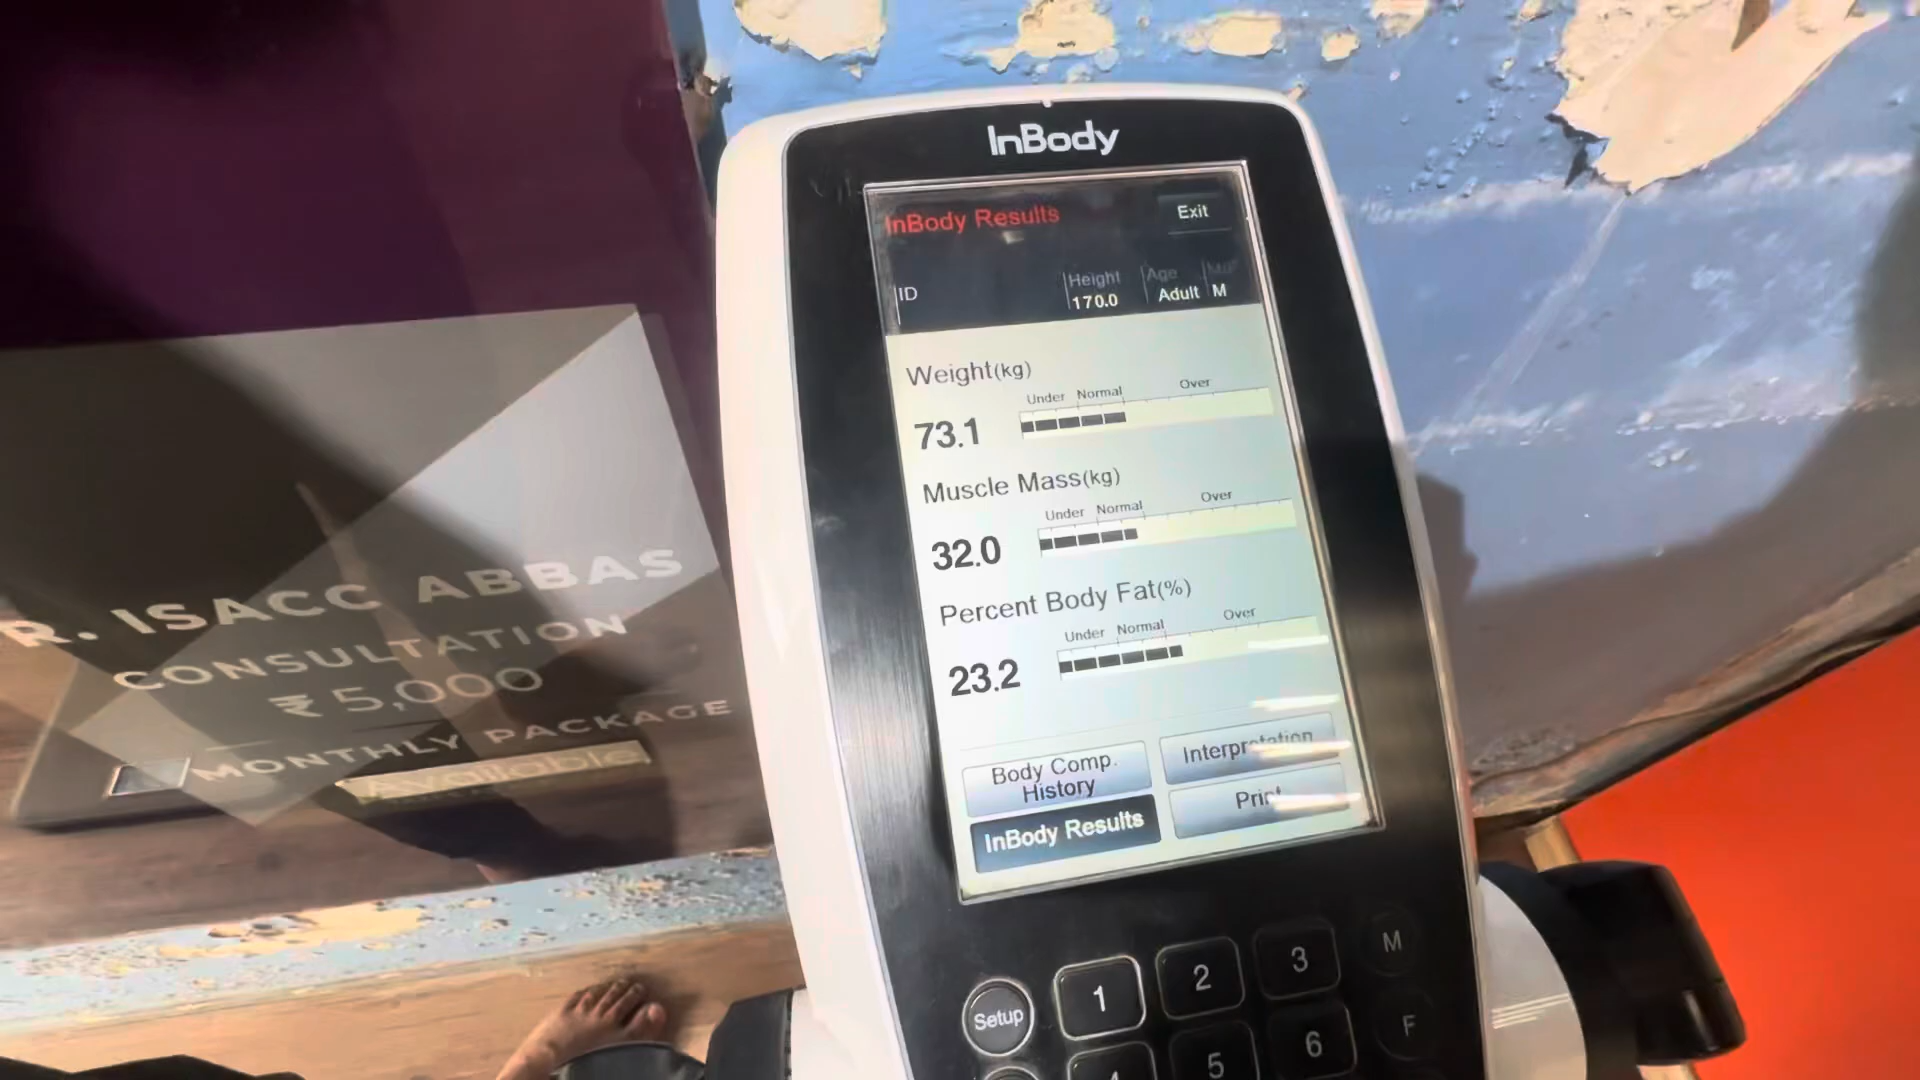 InBody
InBody Results
Exit
ID
Height
Age
170.0
Adult
M
Weight(kg)
Under Normal Over
73.1
Muscle Mass(kg)
Under Normal Over
32.0
Percent Body Fat(%)
Under Normal Over
23.2
Body Comp.
History
Interpretation
InBody Results
Print
Setup
1
2
3
M
5
6
F
R. ISACC ABBAS
CONSULTATION
₹ 5,000
MONTHLY PACKAGE
Available